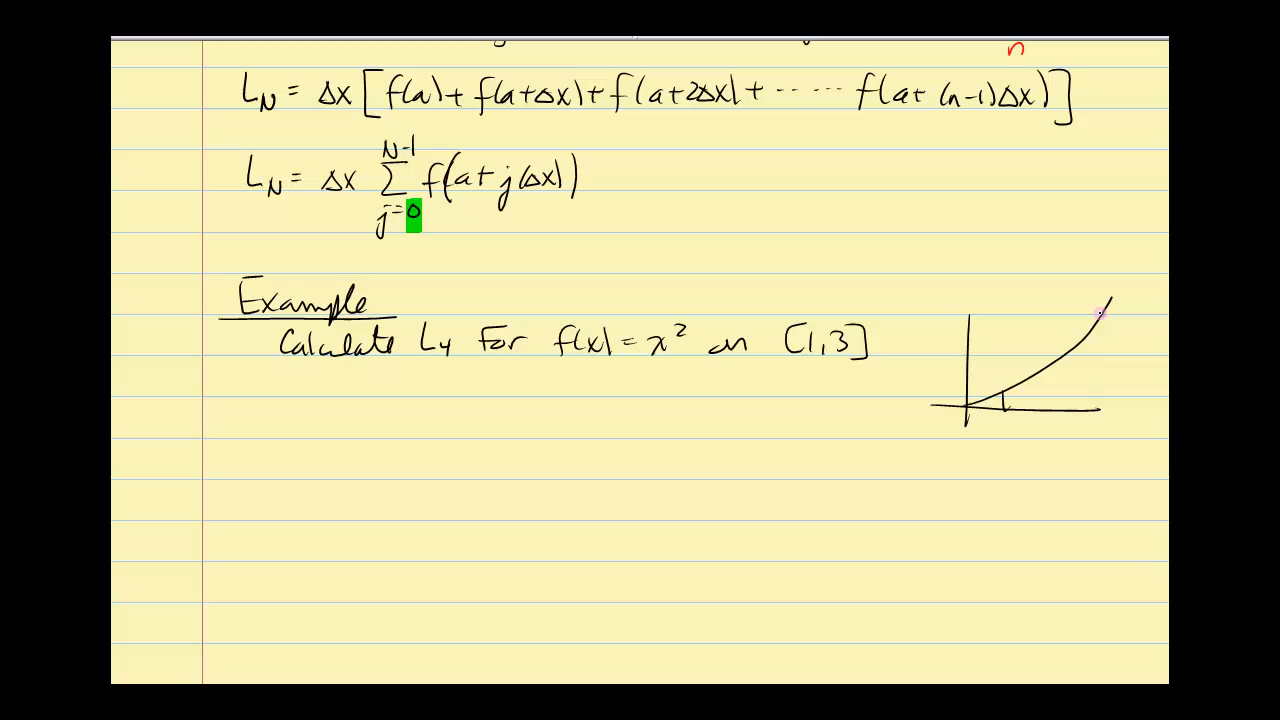 n
L_N = Δx [f(a) + f(a+Δx) + f(a+2Δx) + ...... f(a+(n-1)Δx)]
L_N = Δx Σ_{j=0}^{N-1} f(a+j(Δx))
Example
Calculate L_4 for f(x) = x² on [1,3]